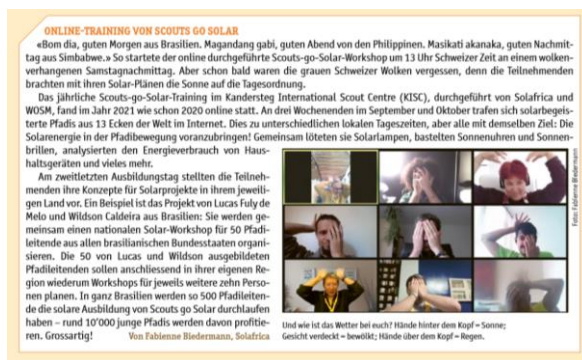 ONLINE-TRAINING VON SCOUTS GO SOLAR
«Bom dia, guten Morgen aus Brasilien. Magandang gabi, guten Abend von den Philippinen. Masikati akanaka, guten Nachmit-
tag aus Simbabwe.» So startete der online durchgeführte Scouts-go-Solar-Workshop um 13 Uhr Schweizer Zeit an einem wolken-
verhangenen Samstagnachmittag. Aber schon bald waren die grauen Schweizer Wolken vergessen, denn die Teilnehmenden
brachten mit ihren Solar-Plänen die Sonne auf die Tagesordnung.
Das jährliche Scouts-go-Solar-Training im Kandersteg International Scout Centre (KISC), durchgeführt von Solafrica und
WOSM, fand im Jahr 2021 wie schon 2020 online statt. An drei Wochenenden im September und Oktober trafen sich solarbegeis-
terte Pfadis aus 13 Ecken der Welt im Internet. Dies zu unterschiedlichen lokalen Tageszeiten, aber alle mit demselben Ziel: Die
Solarenergie in der Pfadibewegung voranzubringen! Gemeinsam löteten sie Solarlampen, bastelten Sonnenuhren und Sonnen-
brillen, analysierten den Energieverbrauch von Haus-
haltsgeräten und vieles mehr.
Am zweitletzten Ausbildungstag stellten die Teilneh-
menden ihre Konzepte für Solarprojekte in ihrem jeweili-
gen Land vor. Ein Beispiel ist das Projekt von Lucas Fuly de
Melo und Wildson Caldeira aus Brasilien: Sie werden ge-
meinsam einen nationalen Solar-Workshop für 50 Pfadi-
leitende aus allen brasilianischen Bundesstaaten organi-
sieren. Die 50 von Lucas und Wildson ausgebildeten
Pfadileitenden sollen anschliessend in ihrer eigenen Re-
gion wiederum Workshops für jeweils weitere zehn Perso-
nen planen. In ganz Brasilien werden so 500 Pfadileiten-
de die solare Ausbildung von Scouts go Solar durchlaufen
haben – rund 10'000 junge Pfadis werden davon profitie-
ren. Grossartig! Von Fabienne Biedermann, Solafrica
Foto: Fabienne Biedermann
Und wie ist das Wetter bei euch? Hände hinter dem Kopf = Sonne;
Gesicht verdeckt = bewölkt; Hände über dem Kopf = Regen.